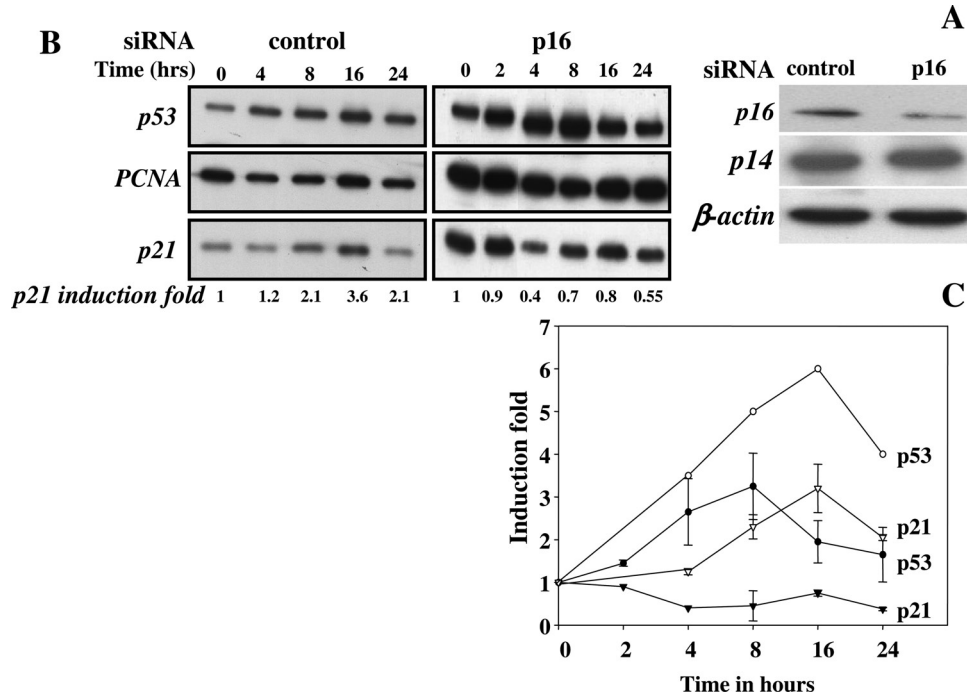 A
siRNA control p16
p16
p14
β-actin
B
siRNA control p16
Time (hrs) 0 4 8 16 24 0 2 4 8 16 24
p53
PCNA
p21
p21 induction fold 1 1.2 2.1 3.6 2.1 1 0.9 0.4 0.7 0.8 0.55
C
Induction fold
7
6
5
4
3
2
1
0
p53
p21
p53
p21
0 2 4 8 16 24
Time in hours